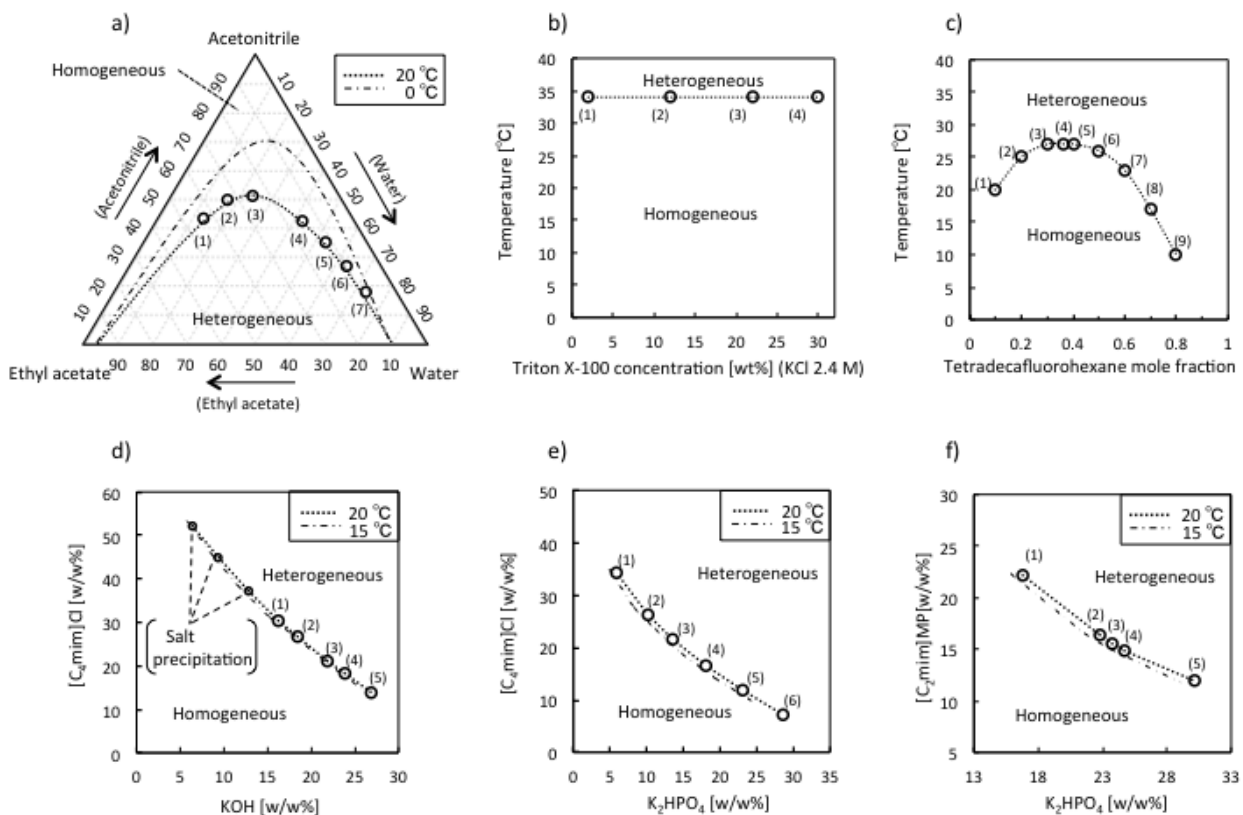 a)
Acetonitrile
Homogeneous
20 °C
0 °C
90
80
70
60
50
40
30
20
10
10
20
30
40
50
60
70
80
90
(Acetonitrile)
(Water)
(1)
(2)
(3)
(4)
(5)
(6)
(7)
Heterogeneous
Ethyl acetate
90 80 70 60 50 40 30 20 10
Water
(Ethyl acetate)
b)
Temperature [°C]
40
35
30
25
20
15
10
5
0
Heterogeneous
(1) (2) (3) (4)
Homogeneous
0 5 10 15 20 25 30
Triton X-100 concentration [wt%] (KCl 2.4 M)
c)
Temperature [°C]
40
35
30
25
20
15
10
5
0
Heterogeneous
(1) (2) (3) (4) (5) (6) (7) (8) (9)
Homogeneous
0 0.2 0.4 0.6 0.8 1
Tetradecafluorohexane mole fraction
d)
[C₄mim]Cl [w/w%]
60
50
40
30
20
10
0
20 °C
15 °C
Heterogeneous
Salt
precipitation
(1)
(2)
(3)
(4)
(5)
Homogeneous
0 5 10 15 20 25 30
KOH [w/w%]
e)
[C₄mim]Cl [w/w%]
50
40
30
20
10
0
20 °C
15 °C
(1)
(2)
(3)
(4)
(5)
(6)
Heterogeneous
Homogeneous
0 5 10 15 20 25 30 35
K₂HPO₄ [w/w%]
f)
[C₂mim]MP[w/w%]
30
25
20
15
10
5
20 °C
15 °C
(1)
(2)
(3)
(4)
(5)
Heterogeneous
Homogeneous
13 18 23 28 33
K₂HPO₄ [w/w%]